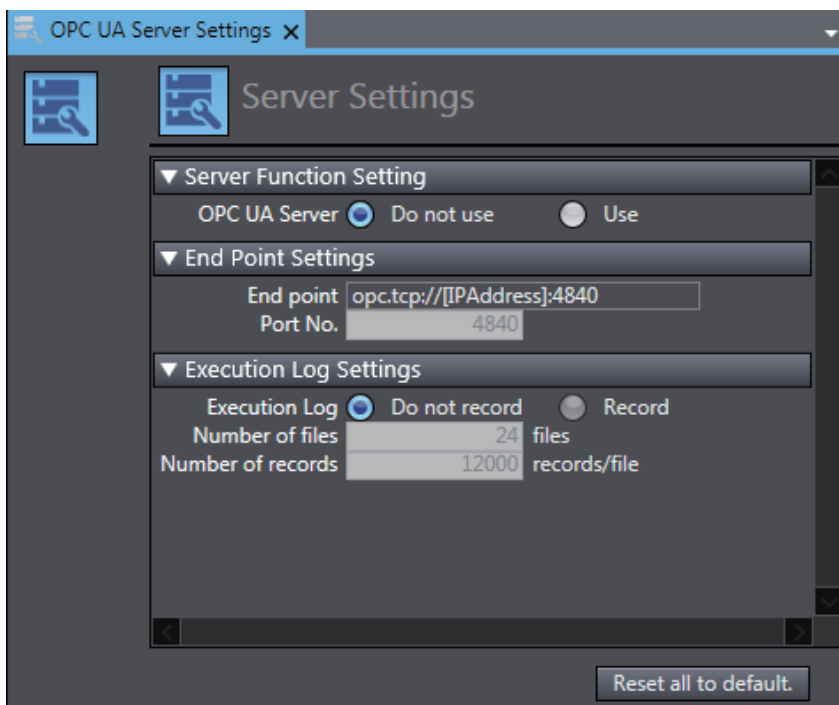 OPC UA Server Settings
Server Settings
Server Function Setting
OPC UA Server Do not use Use
End Point Settings
End point opc.tcp://[IPAddress]:4840
Port No. 4840
Execution Log Settings
Execution Log Do not record Record
Number of files 24 files
Number of records 12000 records/file
Reset all to default.